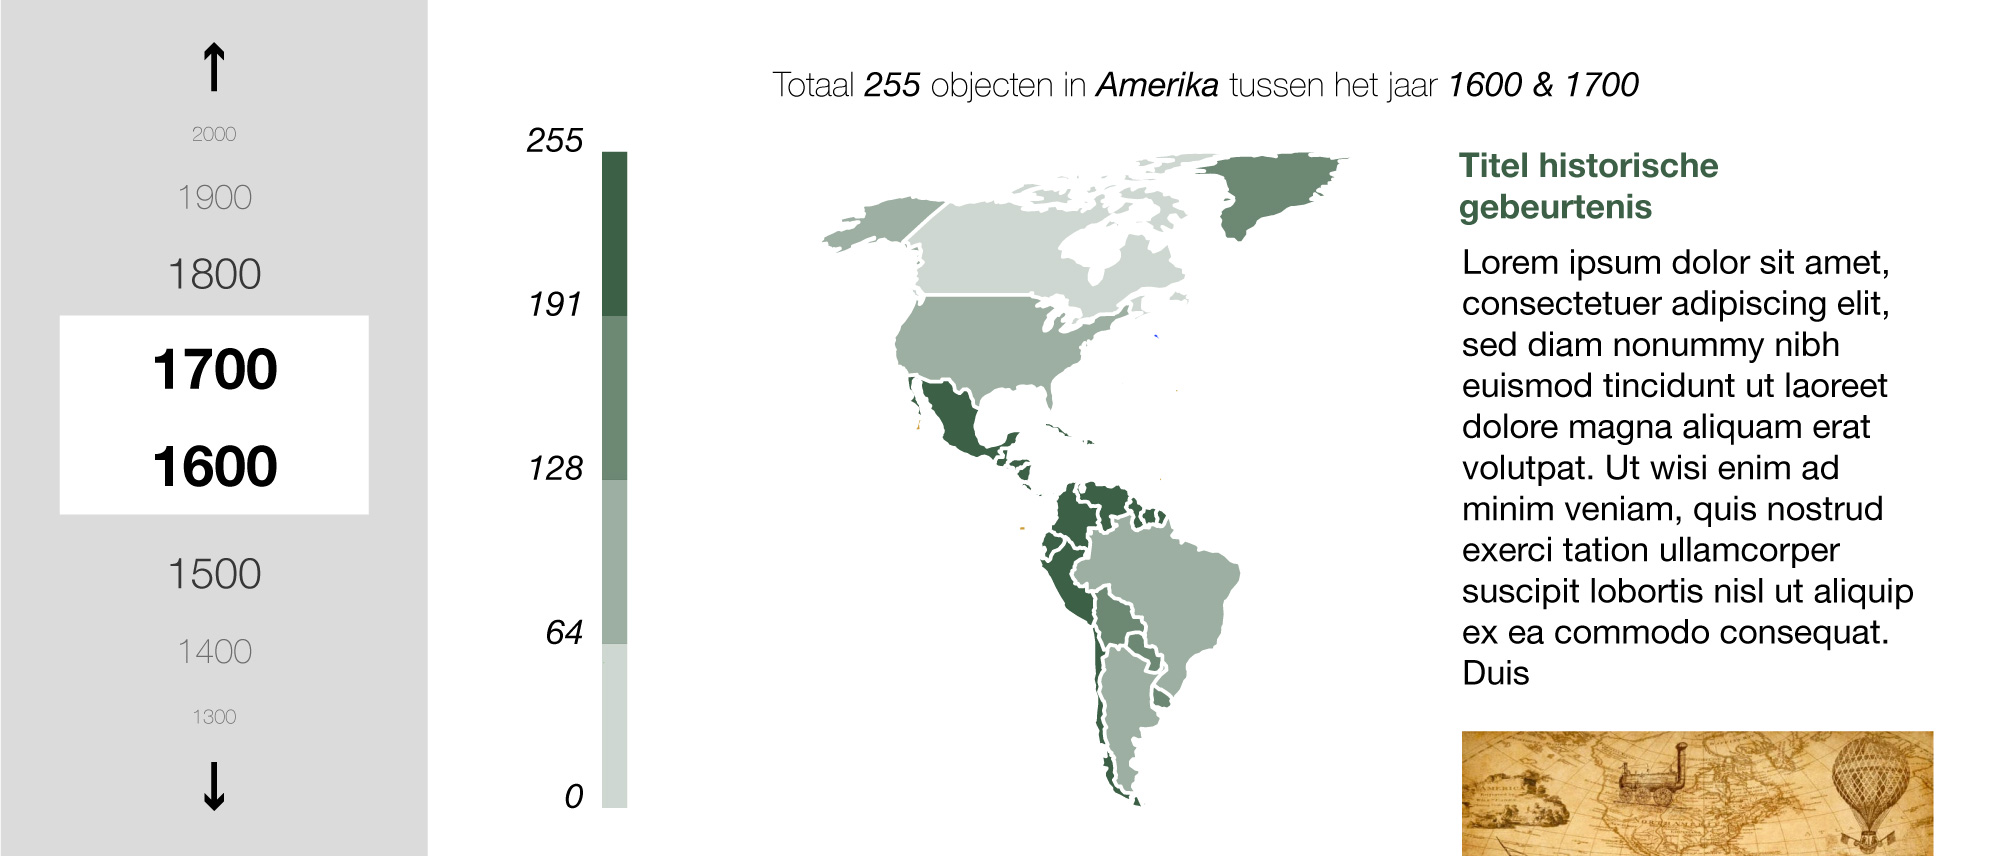 2000
1900
1800
1700
1600
1500
1400
1300
Totaal 255 objecten in Amerika tussen het jaar 1600 & 1700
255
191
128
64
0
Titel historische
gebeurtenis
Lorem ipsum dolor sit amet,
consectetuer adipiscing elit,
sed diam nonummy nibh
euismod tincidunt ut laoreet
dolore magna aliquam erat
volutpat. Ut wisi enim ad
minim veniam, quis nostrud
exerci tation ullamcorper
suscipit lobortis nisl ut aliquip
ex ea commodo consequat.
Duis